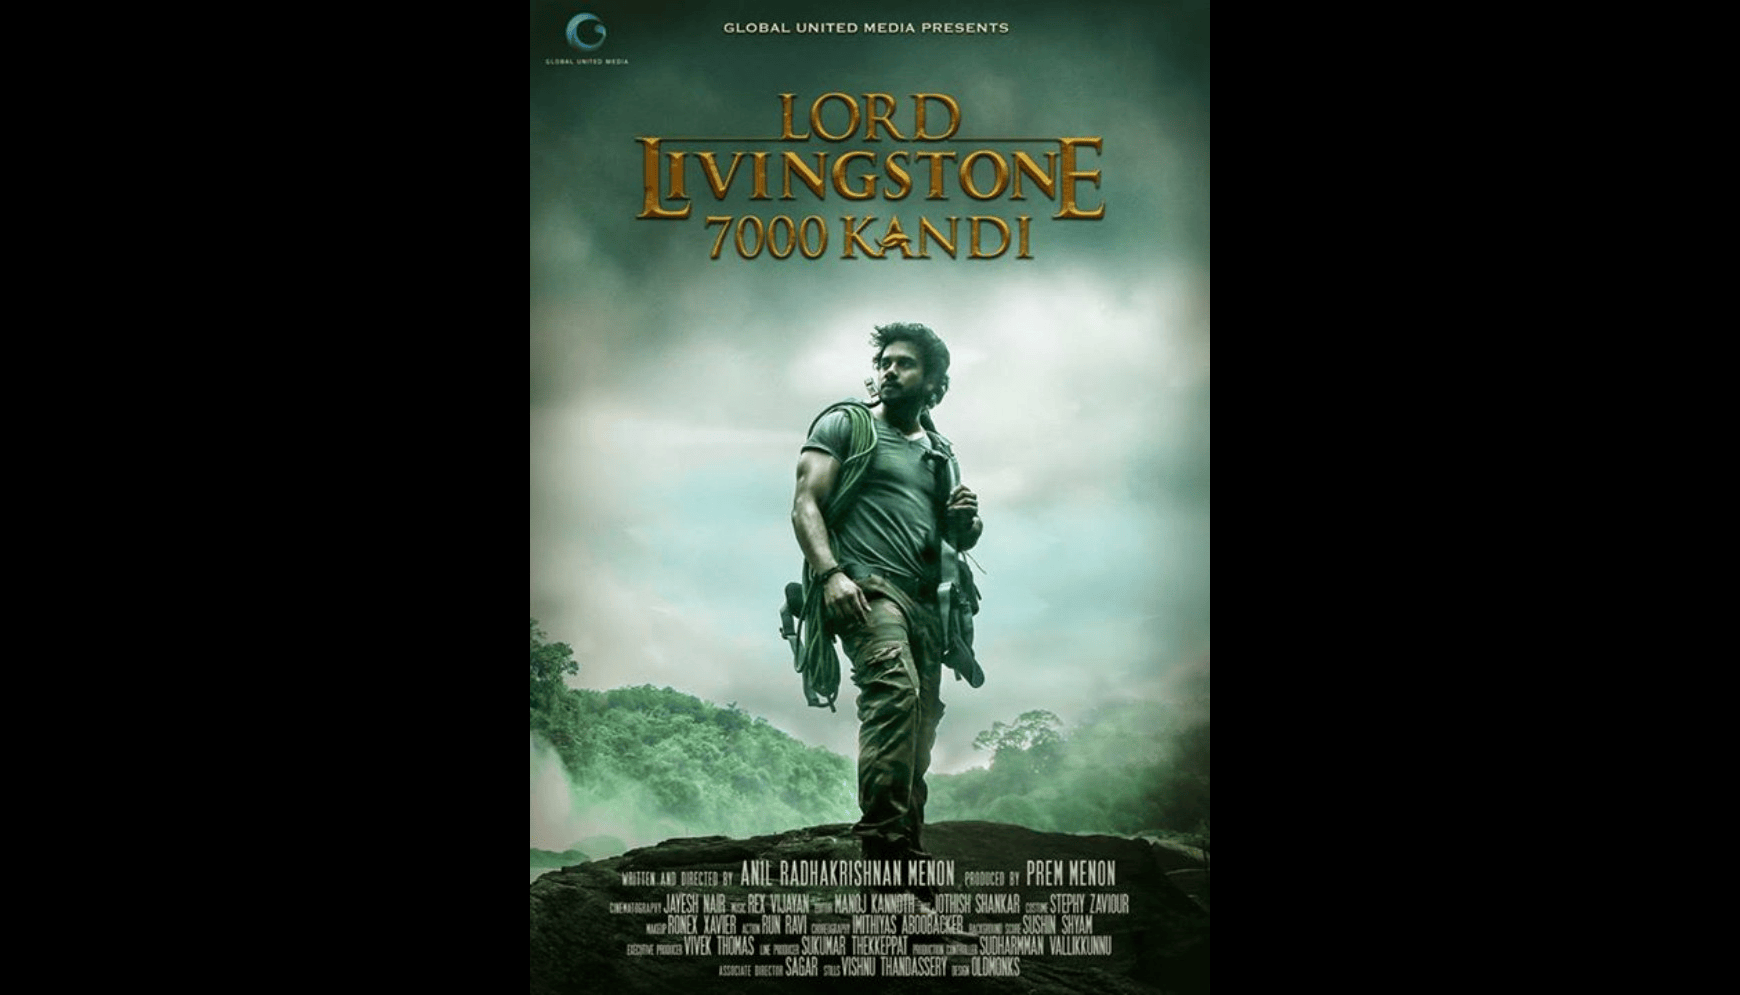 GLOBAL UNITED MEDIA PRESENTS
GLOBAL UNITED MEDIA
LORD
LIVINGSTONE
7000 KANDI
WRITTEN AND DIRECTED BY ANIL RADHAKRISHNAN MENON PRODUCED BY PREM MENON
CINEMATOGRAPHY JAYESH NAIR MUSIC REX VIJAYAN EDITOR MANOJ KANNOTH JOTHISH SHANKAR COSTUME STEPHY ZAVIOUR
MAKEUP RONEX XAVIER ACTION RUN RAVI CHOREOGRAPHY IMITHIYAS ABOOBACKER BACKGROUND SCORE SUSHIN SHYAM
EXECUTIVE PRODUCER VIVEK THOMAS LINE PRODUCER SUKUMAR THEKKEPPAT PRODUCTION CONTROLLER SUDHARMMAN VALLIKKUNNU
ASSOCIATE DIRECTOR SAGAR STILLS VISHNU THANDASSERY DESIGN OLDMONKS